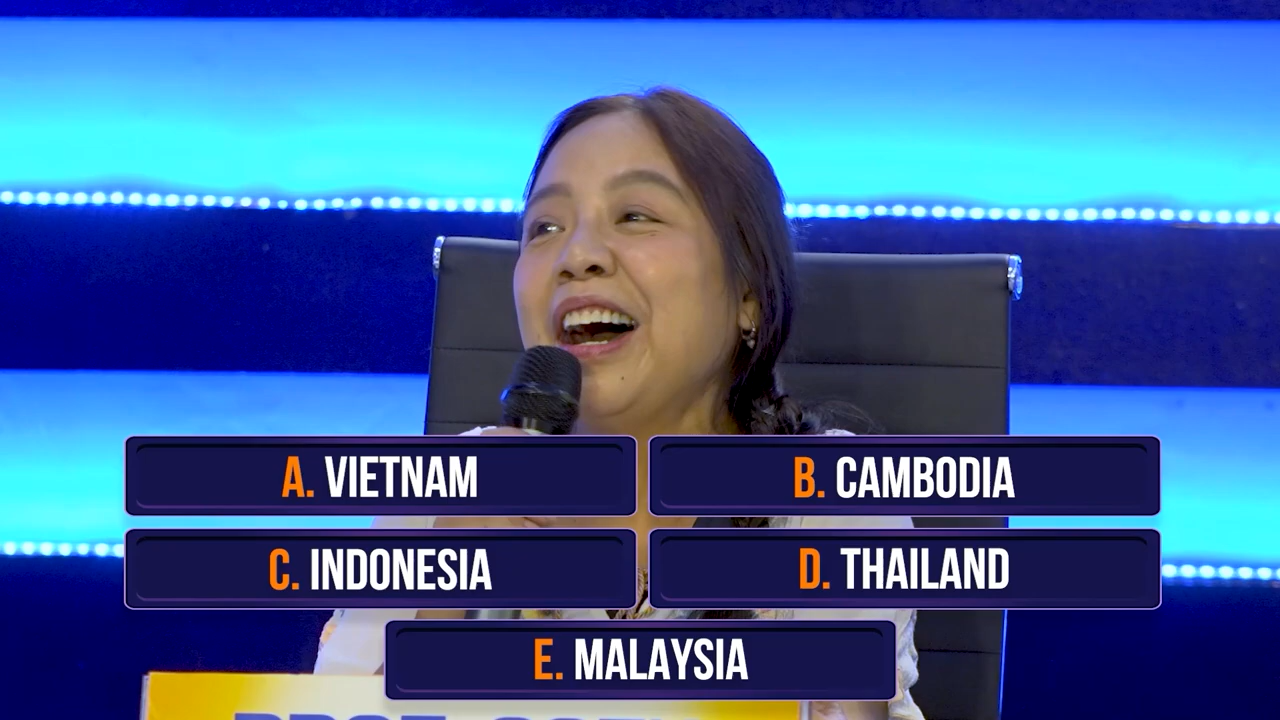 A. VIETNAM
B. CAMBODIA
C. INDONESIA
D. THAILAND
E. MALAYSIA